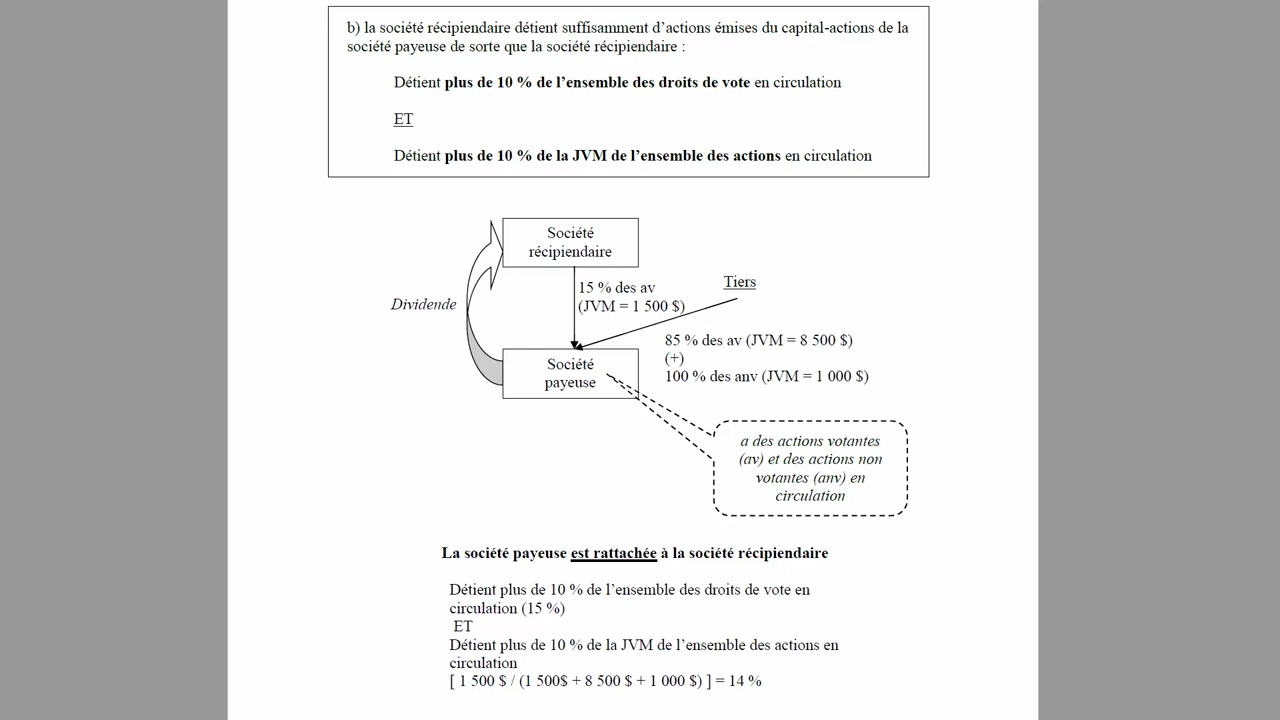 b) la société récipiendaire détient suffisamment d’actions émises du capital-actions de la
société payeuse de sorte que la société récipiendaire :
Détient plus de 10 % de l’ensemble des droits de vote en circulation
ET
Détient plus de 10 % de la JVM de l’ensemble des actions en circulation
Société
récipiendaire
15 % des av
(JVM = 1 500 $)
Tiers
Dividende
85 % des av (JVM = 8 500 $)
(+)
100 % des anv (JVM = 1 000 $)
Société
payeuse
a des actions votantes
(av) et des actions non
votantes (anv) en
circulation
La société payeuse est rattachée à la société récipiendaire
Détient plus de 10 % de l’ensemble des droits de vote en
circulation (15 %)
ET
Détient plus de 10 % de la JVM de l’ensemble des actions en
circulation
[ 1 500 $ / (1 500$ + 8 500 $ + 1 000 $) ] = 14 %